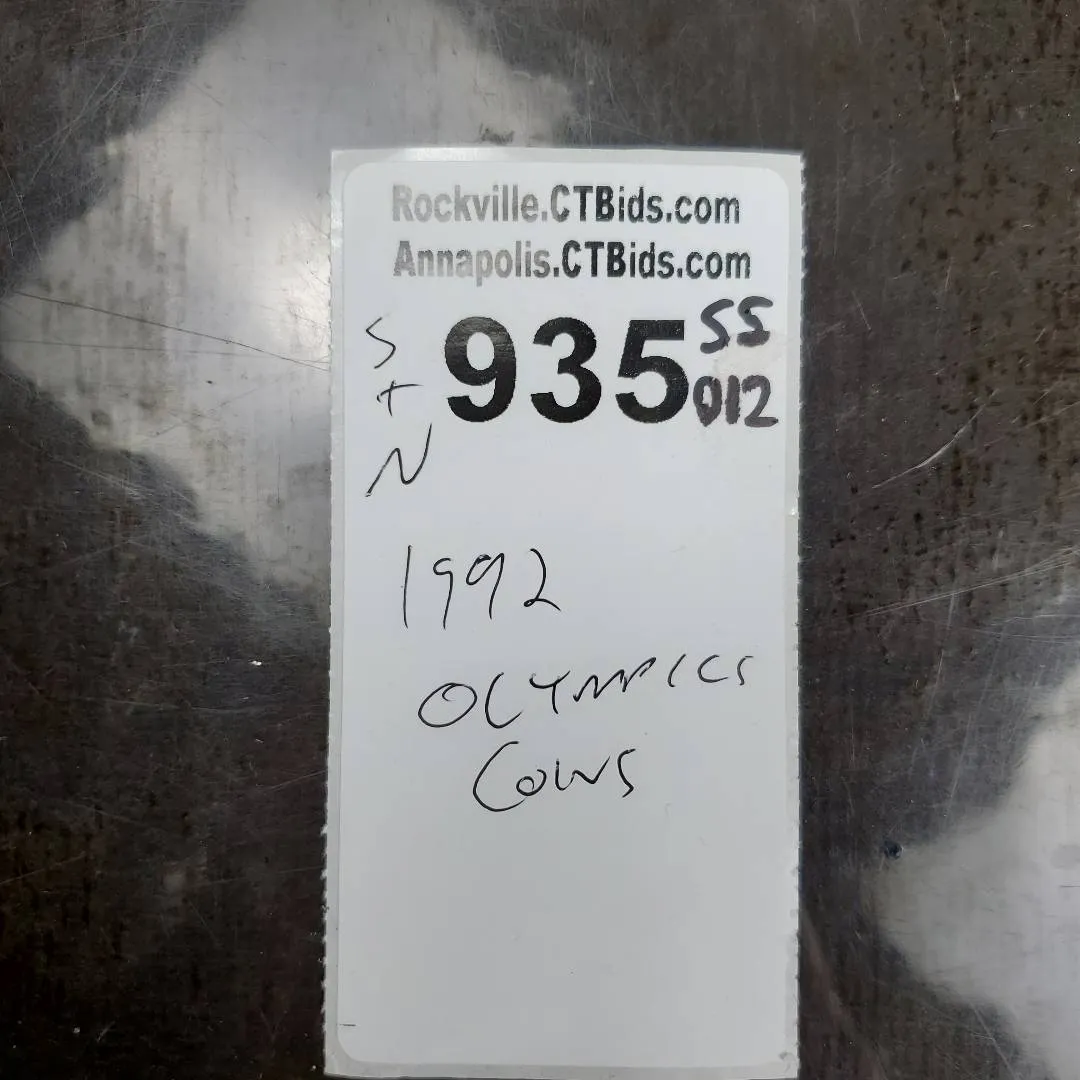 Rockville.CTBids.com
Annapolis.CTBids.com
S + N
935 SS 012
1992
OLYMPICS
COINS